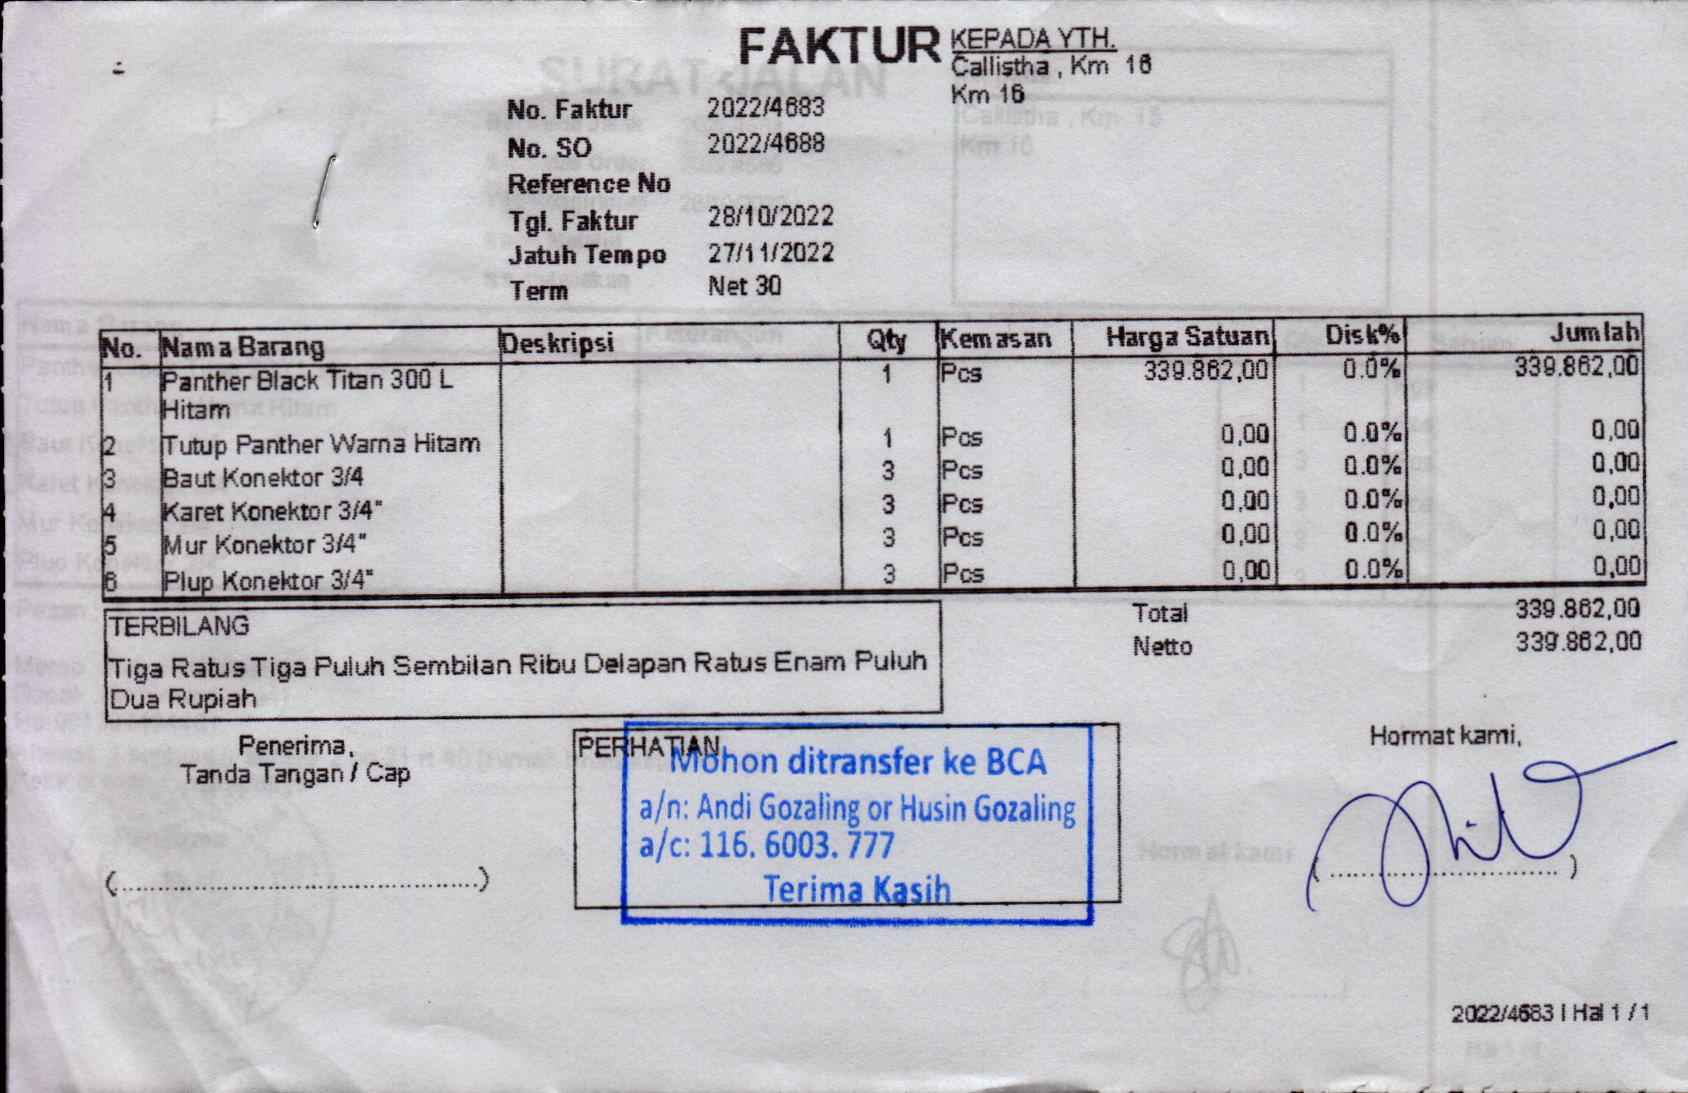 FAKTUR
KEPADA YTH.
Callistha , Km 16
Km 16
No. Faktur 2022/4683
No. SO 2022/4688
Reference No
Tgl. Faktur 28/10/2022
Jatuh Tempo 27/11/2022
Term Net 30
No. Nama Barang Deskripsi Qty Kemasan Harga Satuan Disk% Jumlah
1 Panther Black Titan 300 L 1 Pcs 339.862,00 0.0% 339.862,00
Hitam
2 Tutup Panther Warna Hitam 1 Pcs 0,00 0.0% 0,00
3 Baut Konektor 3/4 3 Pcs 0,00 0.0% 0,00
4 Karet Konektor 3/4" 3 Pcs 0,00 0.0% 0,00
5 Mur Konektor 3/4" 3 Pcs 0,00 0.0% 0,00
6 Plup Konektor 3/4" 3 Pcs 0,00 0.0% 0,00
Total 339.862,00
Netto 339.862,00
TERBILANG
Tiga Ratus Tiga Puluh Sembilan Ribu Delapan Ratus Enam Puluh
Dua Rupiah
Penerima,
Tanda Tangan / Cap
(...............................................)
PERHATIAN
Mohon ditransfer ke BCA
a/n: Andi Gozaling or Husin Gozaling
a/c: 116. 6003. 777
Terima Kasih
Hormat kami,
(..............................)
2022/4683 | Hal 1 / 1